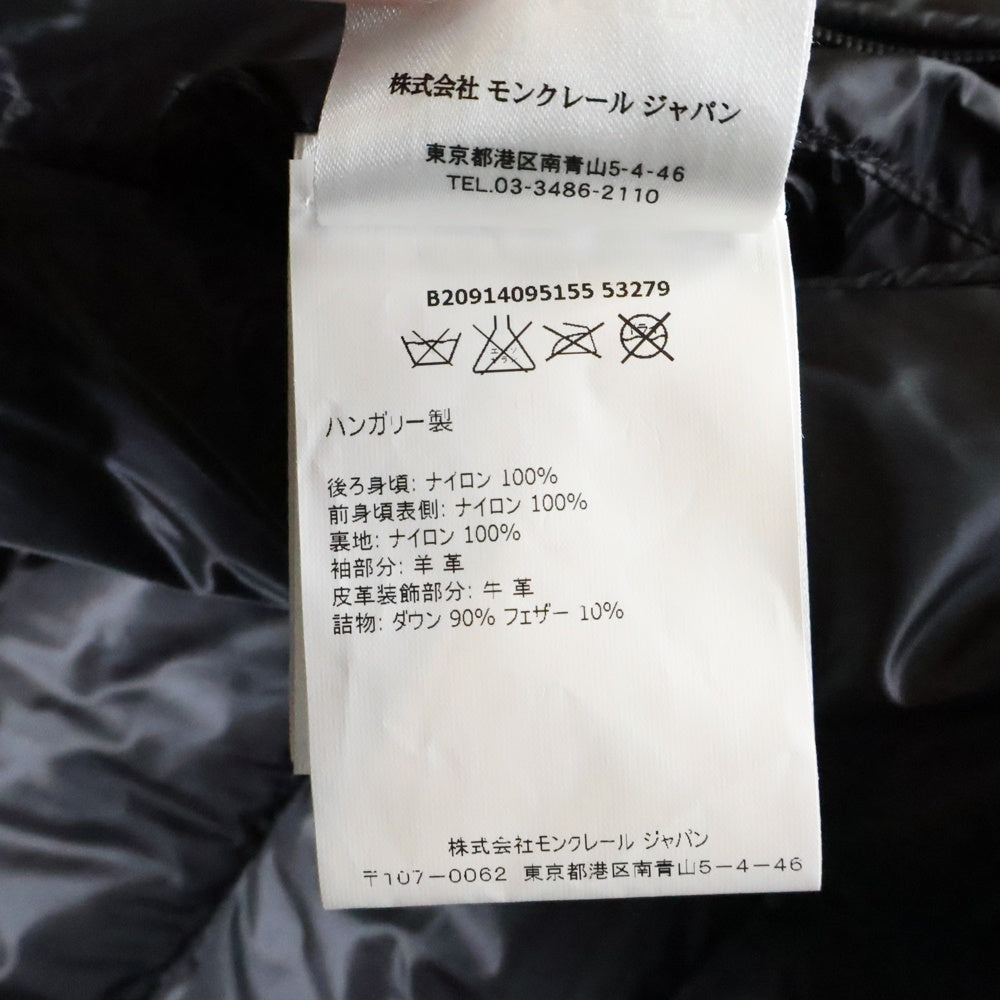 株式会社 モンクレール ジャパン
東京都港区南青山5-4-46
TEL.03-3486-2110
B20914095155 53279
ハンガリー製
後ろ身頃: ナイロン 100%
前身頃表側: ナイロン 100%
裏地: ナイロン 100%
袖部分: 羊 革
皮革装飾部分: 牛 革
詰物: ダウン 90% フェザー 10%
株式会社モンクレール ジャパン
〒107−0062 東京都港区南青山5−4−46